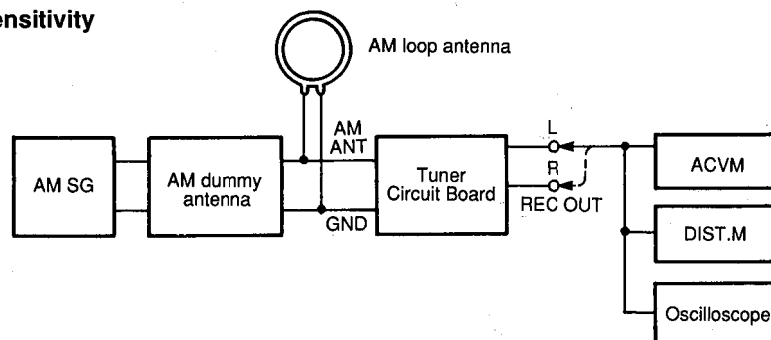 ensitivity
AM loop antenna
AM SG
AM dummy
antenna
AM
ANT
GND
Tuner
Circuit Board
L
R
REC OUT
ACVM
DIST.M
Oscilloscope